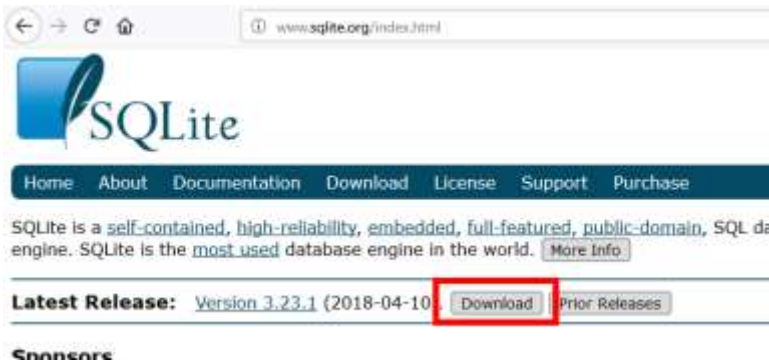 www.sqlite.org/index.html
SQLite
Home About Documentation Download License Support Purchase
SQLite is a self-contained, high-reliability, embedded, full-featured, public-domain, SQL da
engine. SQLite is the most used database engine in the world. More Info
Latest Release: Version 3.23.1 (2018-04-10 . Download Prior Releases
Sponsors